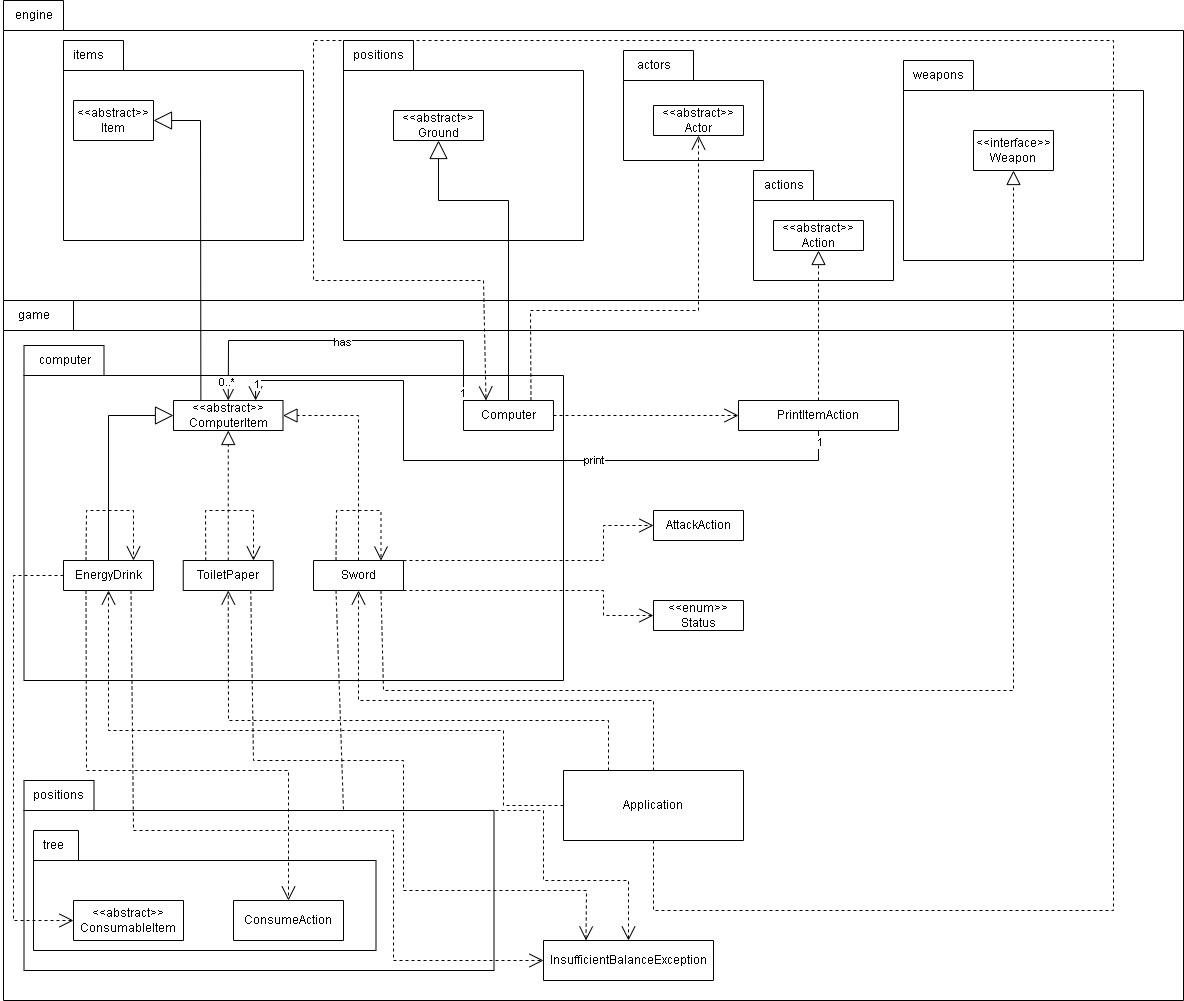 engine
items
positions
actors
weapons
<<abstract>>
Item
<<abstract>>
Ground
<<abstract>>
Actor
<<interface>>
Weapon
actions
<<abstract>>
Action
game
has
computer
0..*
1
1
<<abstract>>
ComputerItem
Computer
PrintItemAction
1
print
AttackAction
EnergyDrink
ToiletPaper
Sword
<<enum>>
Status
positions
Application
tree
<<abstract>>
ConsumableItem
ConsumeAction
InsufficientBalanceException